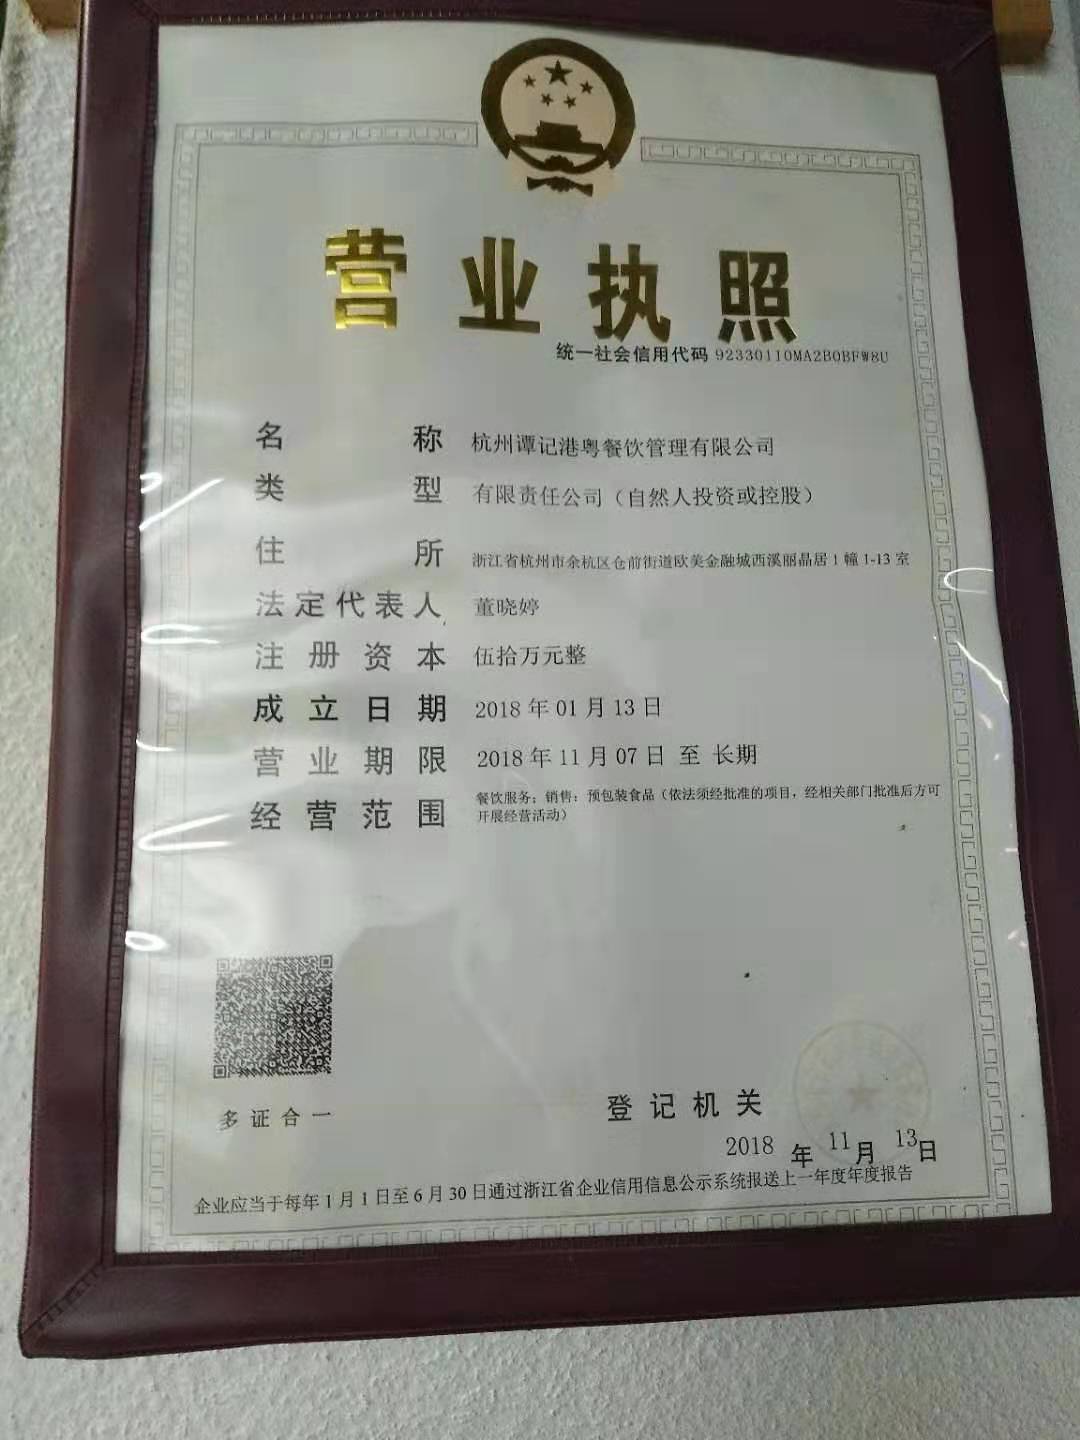 营业执照
统一社会信用代码 92330110MA2B0BFW8U
名称 杭州谭记港粤餐饮管理有限公司
类型 有限责任公司（自然人投资或控股）
住所 浙江省杭州市余杭区仓前街道欧美金融城西溪丽晶居1幢1-13室
法定代表人 董晓婷
注册资本 伍拾万元整
成立日期 2018年01月13日
营业期限 2018年11月07日 至 长期
经营范围 餐饮服务；销售：预包装食品（依法须经批准的项目，经相关部门批准后方可
开展经营活动）
多证合一
登记机关
2018 年 11 月 13 日
企业应当于每年1月1日至6月30日通过浙江省企业信用信息公示系统报送上一年度年度报告